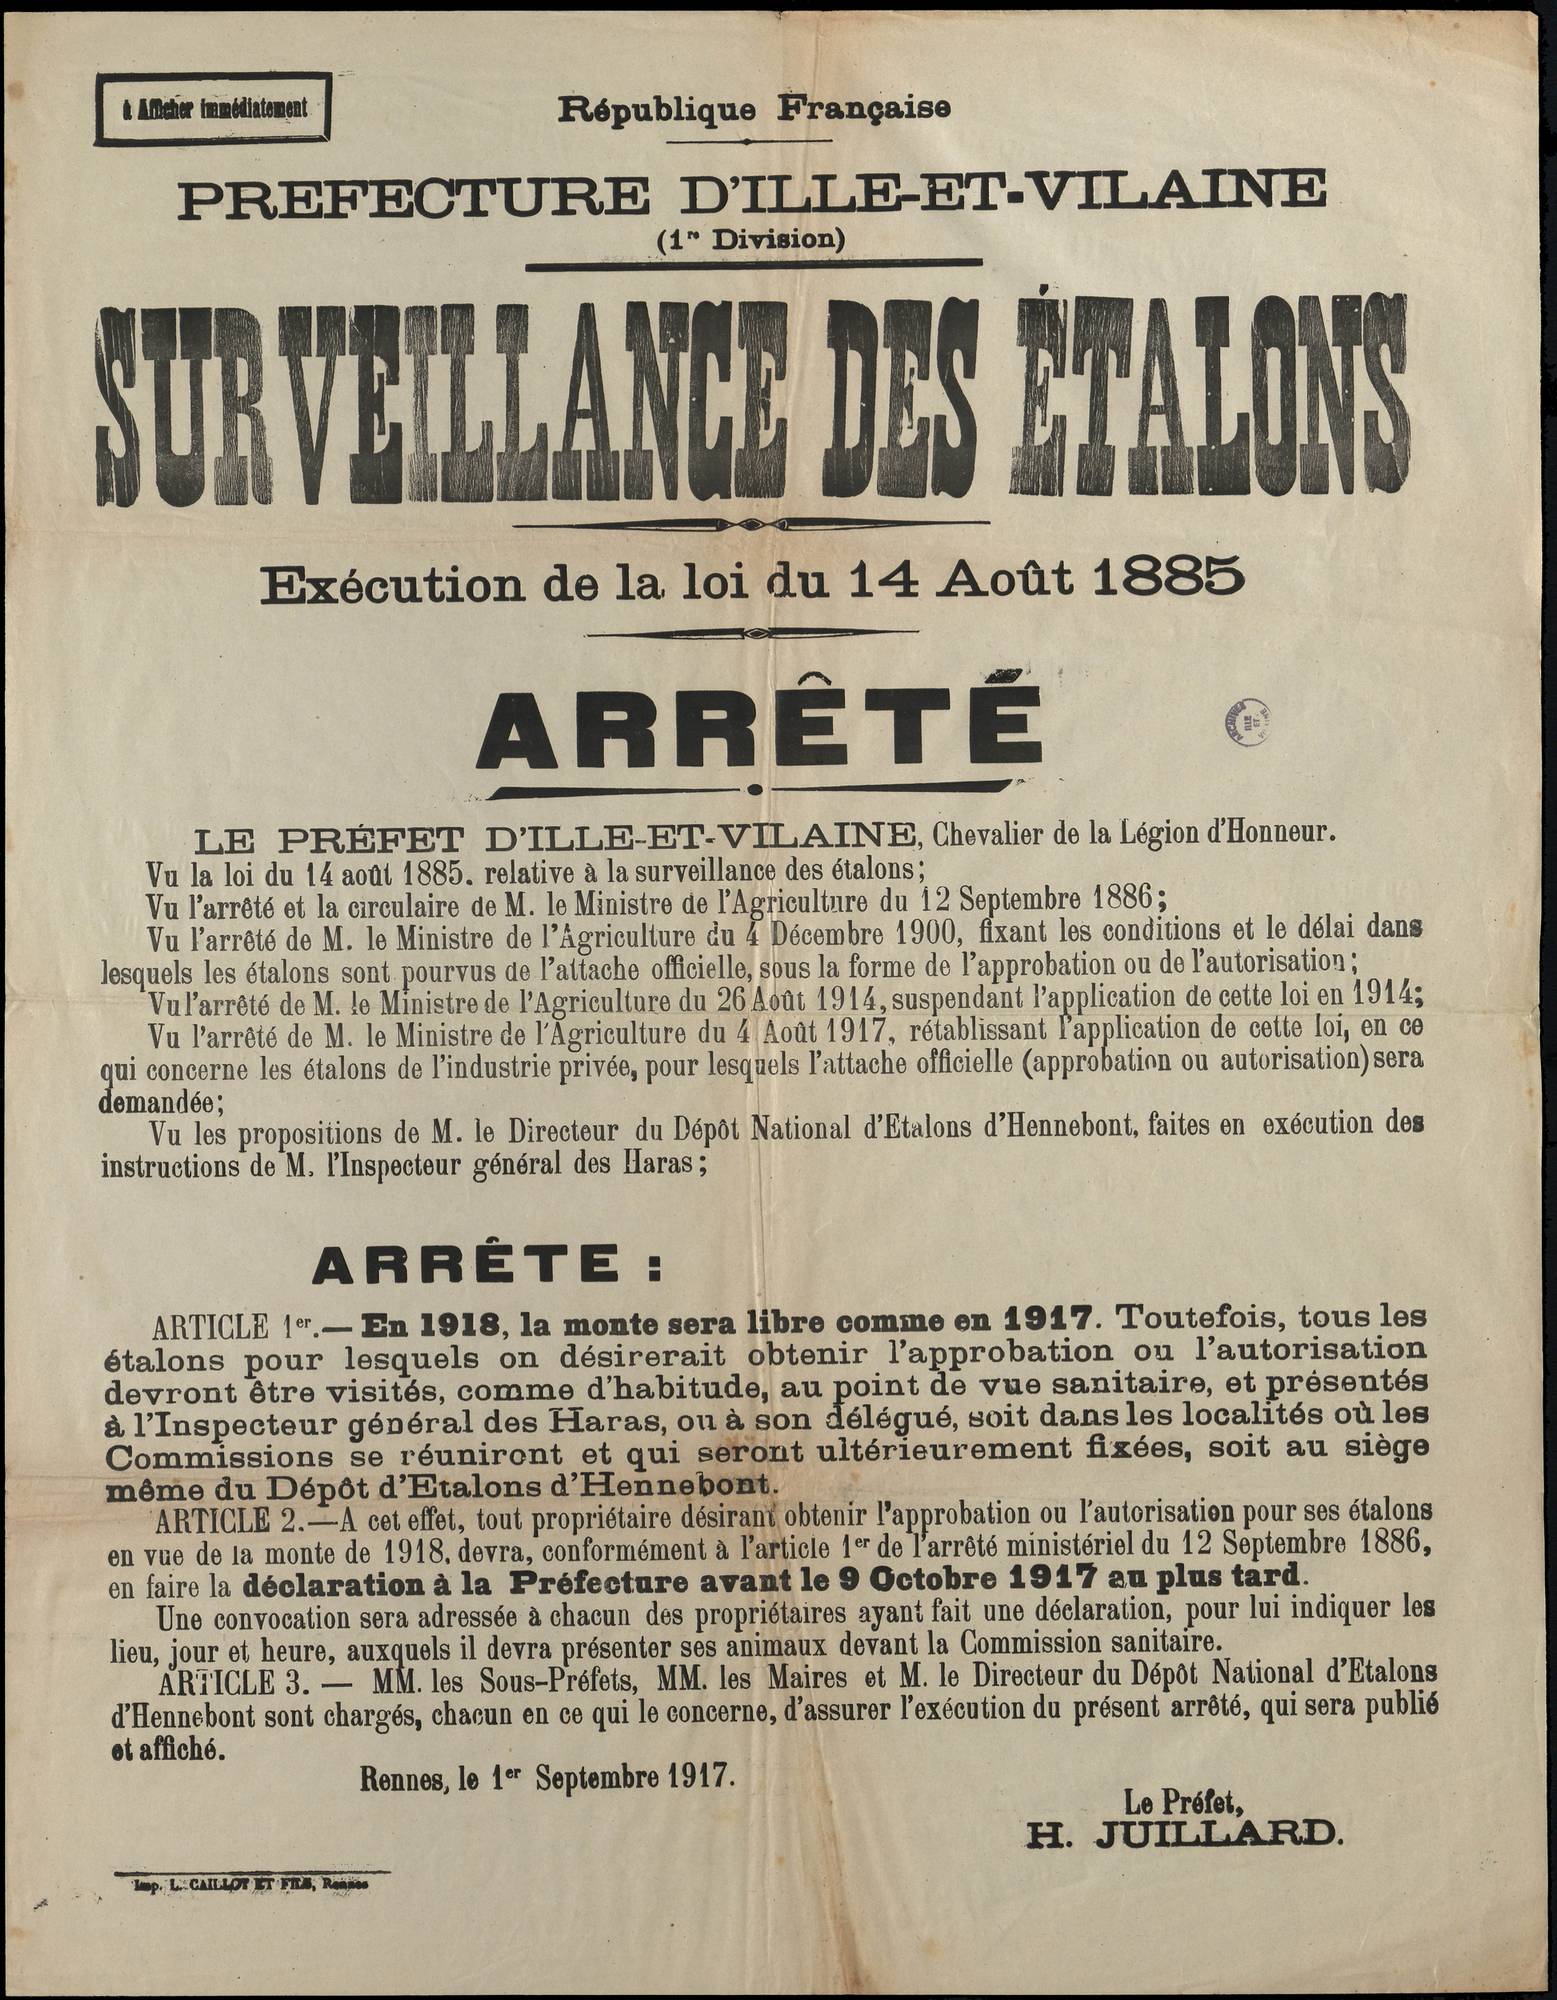 à Afficher immédiatement
République Française
PREFECTURE D'ILLE-ET-VILAINE
(1re Division)
SURVEILLANCE DES ÉTALONS
Exécution de la loi du 14 Août 1885
ARRÊTÉ
ARCHIVES
ILLE
ET
LE PRÉFET D'ILLE-ET-VILAINE, Chevalier de la Légion d'Honneur.
Vu la loi du 14 août 1885. relative à la surveillance des étalons;
Vu l'arrêté et la circulaire de M. le Ministre de l'Agriculture du 12 Septembre 1886;
Vu l'arrêté de M. le Ministre de l'Agriculture du 4 Décembre 1900, fixant les conditions et le délai dans
lesquels les étalons sont pourvus de l'attache officielle, sous la forme de l'approbation ou de l'autorisation;
Vu l'arrêté de M. le Ministre de l'Agriculture du 26 Août 1914, suspendant l'application de cette loi en 1914;
Vu l'arrêté de M. le Ministre de l'Agriculture du 4 Août 1917, rétablissant l'application de cette loi, en ce
qui concerne les étalons de l'industrie privée, pour lesquels l'attache officielle (approbation ou autorisation) sera
demandée;
Vu les propositions de M. le Directeur du Dépôt National d'Etalons d'Hennebont, faites en exécution des
instructions de M. l'Inspecteur général des Haras;
ARRÊTE :
ARTICLE 1er.— En 1918, la monte sera libre comme en 1917. Toutefois, tous les
étalons pour lesquels on désirerait obtenir l'approbation ou l'autorisation
devront être visités, comme d'habitude, au point de vue sanitaire, et présentés
à l'Inspecteur général des Haras, ou à son délégué, soit dans les localités où les
Commissions se réuniront et qui seront ultérieurement fixées, soit au siège
même du Dépôt d'Etalons d'Hennebont.
ARTICLE 2.—A cet effet, tout propriétaire désirant obtenir l'approbation ou l'autorisation pour ses étalons
en vue de la monte de 1918, devra, conformément à l'article 1er de l'arrêté ministériel du 12 Septembre 1886,
en faire la déclaration à la Préfecture avant le 9 Octobre 1917 au plus tard.
Une convocation sera adressée à chacun des propriétaires ayant fait une déclaration, pour lui indiquer les
lieu, jour et heure, auxquels il devra présenter ses animaux devant la Commission sanitaire.
ARTICLE 3. — MM. les Sous-Préfets, MM. les Maires et M. le Directeur du Dépôt National d'Etalons
d'Hennebont sont chargés, chacun en ce qui le concerne, d'assurer l'exécution du présent arrêté, qui sera publié
et affiché.
Rennes, le 1er Septembre 1917.
Le Préfet,
H. JUILLARD.
Imp. L. CAILLOT ET FILS, Rennes